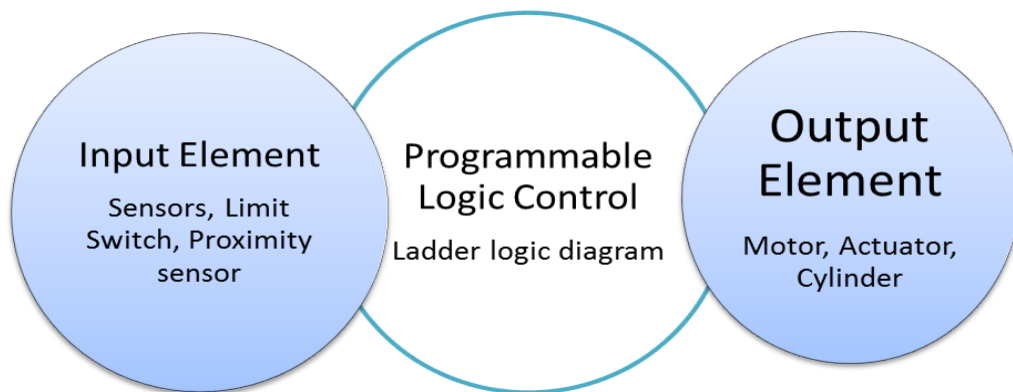 Input Element
Sensors, Limit
Switch, Proximity
sensor
Programmable
Logic Control
Ladder logic diagram
Output
Element
Motor, Actuator,
Cylinder